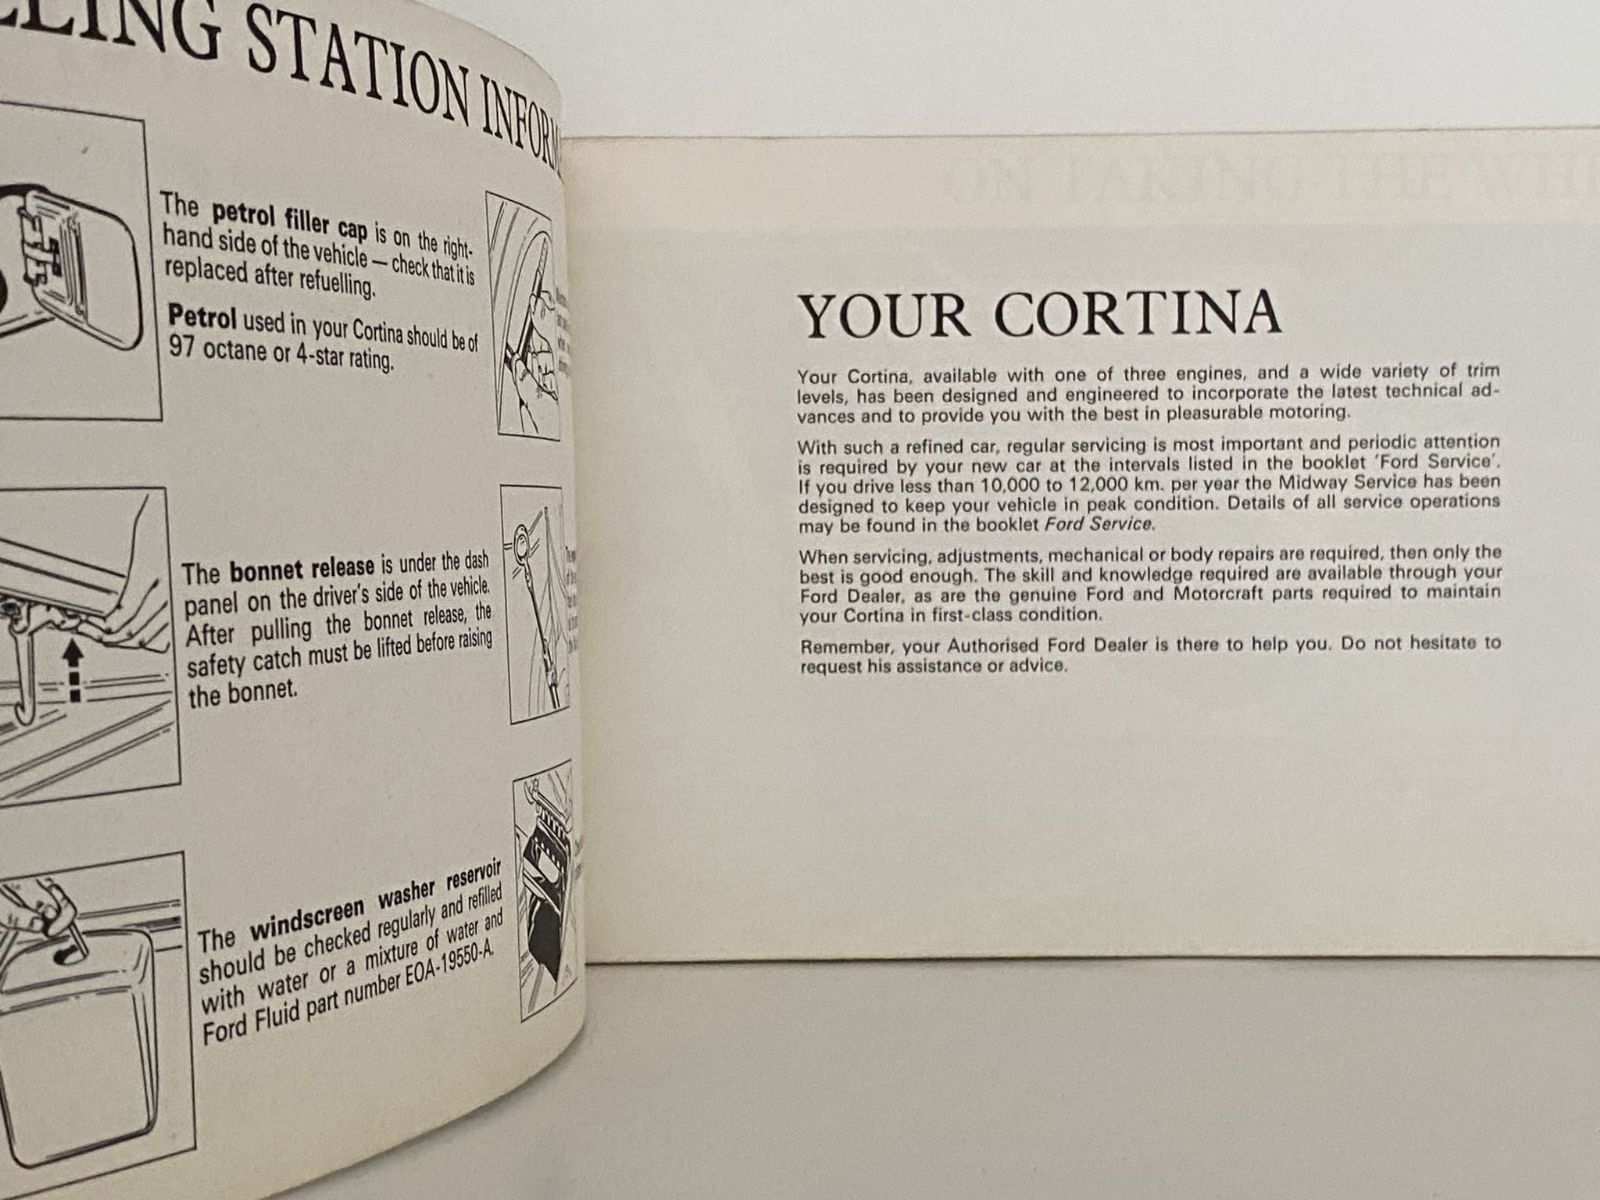 STATION
The petrol filler cap is on the right-
hand side of the vehicle — check that it is
replaced after refuelling.
Petrol used in your Cortina should be of
97 octane or 4-star rating.
The bonnet release is under the dash
panel on the driver's side of the vehicle.
After pulling the bonnet release, the
safety catch must be lifted before raising
the bonnet.
The windscreen washer reservoir
should be checked regularly and refilled
with water or a mixture of water and
Ford Fluid part number EOA-19550-A.
YOUR CORTINA
Your Cortina, available with one of three engines, and a wide variety of trim
levels, has been designed and engineered to incorporate the latest technical ad-
vances and to provide you with the best in pleasurable motoring.
With such a refined car, regular servicing is most important and periodic attention
is required by your new car at the intervals listed in the booklet 'Ford Service'.
If you drive less than 10,000 to 12,000 km. per year the Midway Service has been
designed to keep your vehicle in peak condition. Details of all service operations
may be found in the booklet Ford Service.
When servicing, adjustments, mechanical or body repairs are required, then only the
best is good enough. The skill and knowledge required are available through your
Ford Dealer, as are the genuine Ford and Motorcraft parts required to maintain
your Cortina in first-class condition.
Remember, your Authorised Ford Dealer is there to help you. Do not hesitate to
request his assistance or advice.